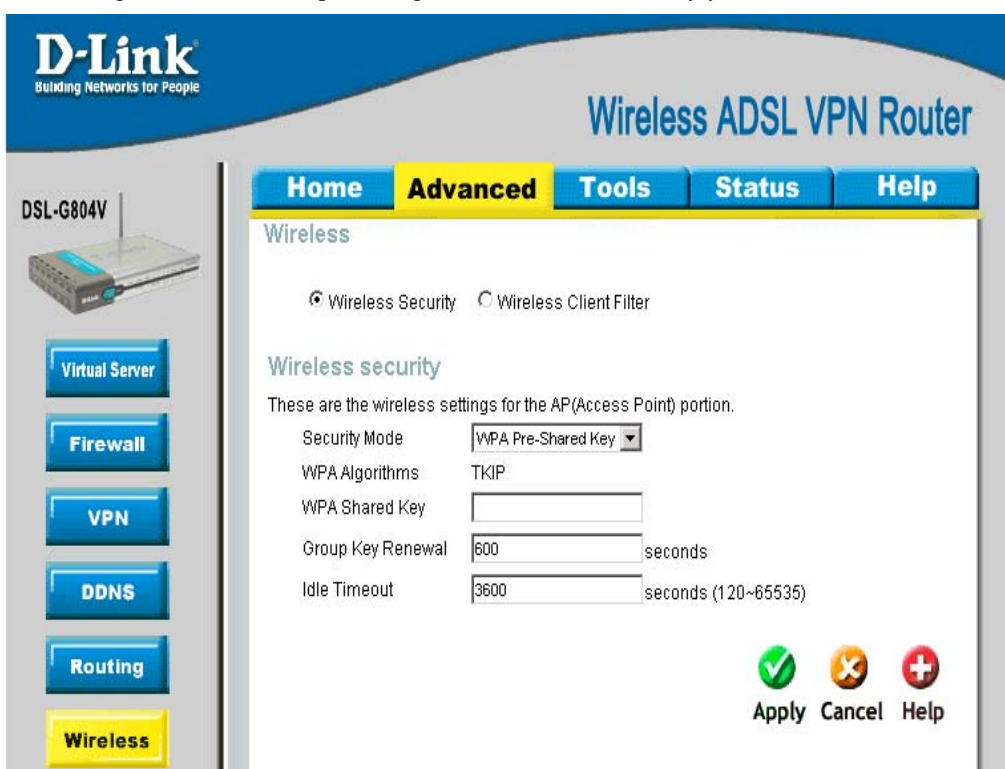 D-Link
Building Networks for People
Wireless ADSL VPN Router
Home Advanced Tools Status Help
DSL-G804V
Wireless
Wireless Security Wireless Client Filter
Virtual Server
Wireless security
These are the wireless settings for the AP(Access Point) portion.
Security Mode WPA Pre-Shared Key
Firewall
WPA Algorithms TKIP
WPA Shared Key
VPN
Group Key Renewal 600 seconds
DDNS
Idle Timeout 3600 seconds (120~65535)
Routing
Apply Cancel Help
Wireless